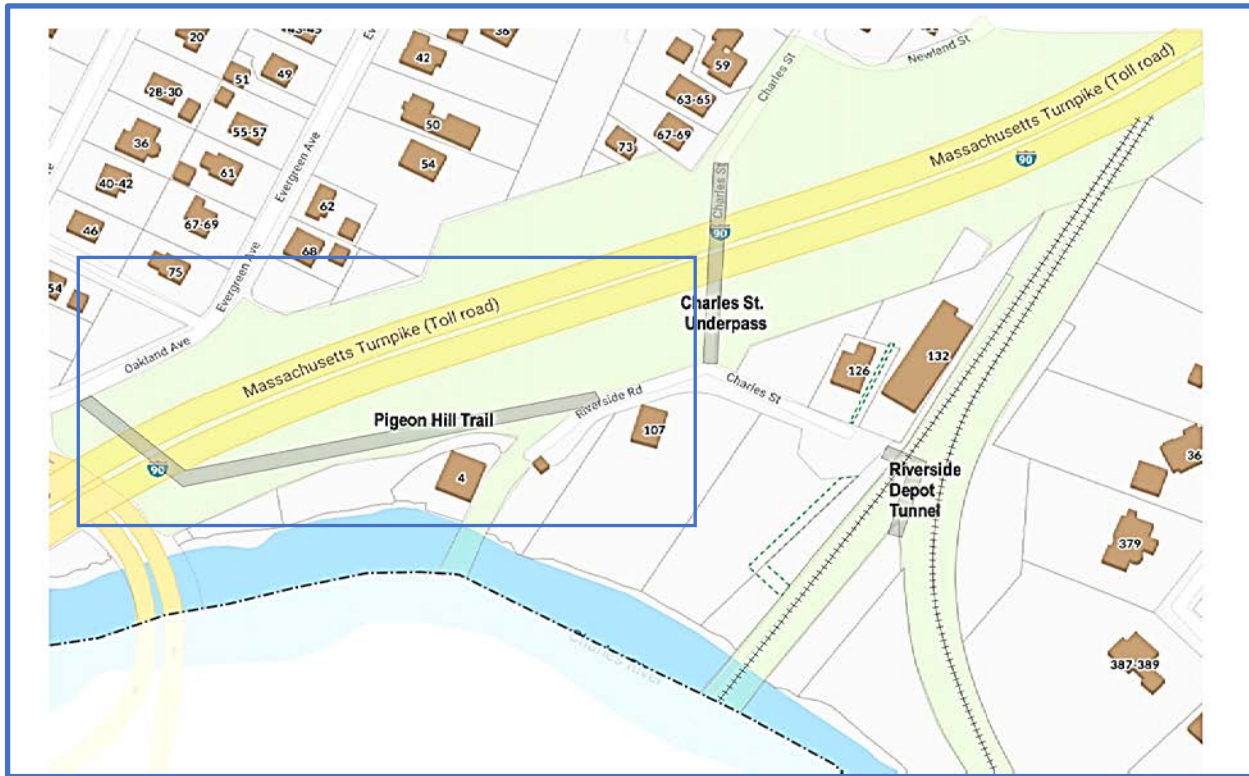 20
43-45
36
49
51
42
59
Charles St
Newland St
28-30
63-65
55-57
50
67-69
36
73
54
61
40-42
Evergreen Ave
62
67-69
46
68
75
54
Evergreen Ave
Oakland Ave
Massachusetts Turnpike (Toll road)
90
Charles St
90
Massachusetts Turnpike (Toll road)
Charles St.
Underpass
132
126
Charles St
Riverside Rd
Pigeon Hill Trail
107
90
4
Riverside
Depot
Tunnel
36
379
Charles River
387-389